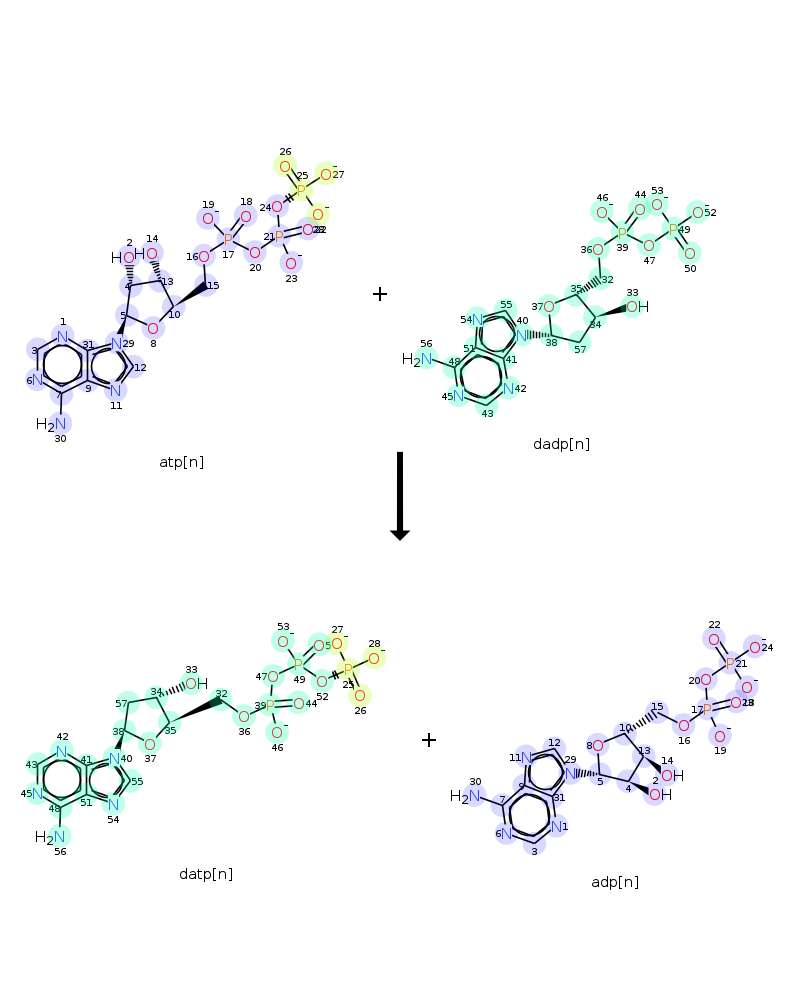 26
25
P
O
O⁻ 27
24 O
O⁻
28
22
O
21 P
O⁻
23
19
O⁻
18
O
P
17
O
20
16 O
15
2
HO
14
HO
4
13
5
10
O
8
1
N
3
6 N
7
31
9
N 29
12
N
11
H₂N
30
atp[n]
+
46
O⁻
44
O
53
O⁻
O⁻ 52
P 49
O
50
P
39
O
47
36 O
32
35
37 O
33
OH
34
57
38
40
N
55
54 N
51
41
56
H₂N
48
45 N
N 42
43
dadp[n]
53
O⁻
O
27
O⁻
28
O⁻
P
25
O
26
P
49
O
52
47
O
39 P
O 44
O⁻
46
O
36
32
33
OH
34
57
35
38
O
37
42
N
43
45 N
48
41
51
N 40
55
N
54
H₂N
56
datp[n]
+
22
O
O⁻ 24
P
21
O⁻
20
O
17 P
O
O⁻
19
O
16
15
10
8 O
13
14
OH
2
OH
4
5
29
N
12
11 N
9
31
30
H₂N
7
6 N
N 1
3
adp[n]